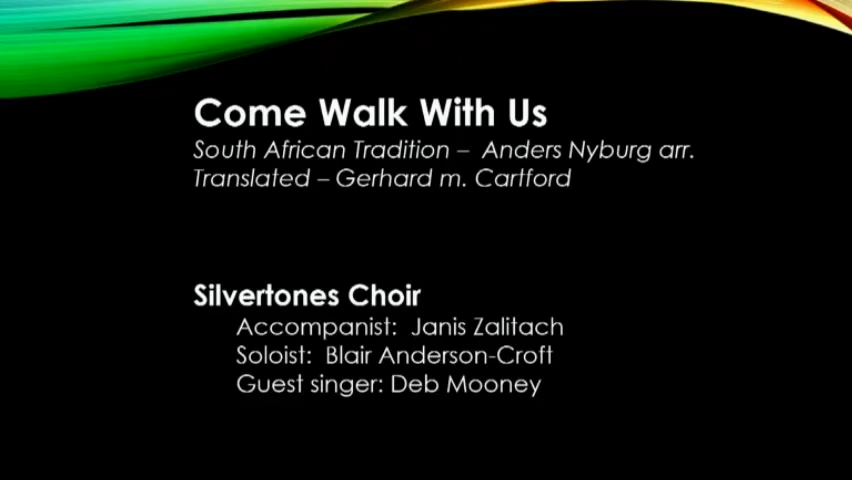 Come Walk With Us
South African Tradition – Anders Nyburg arr.
Translated – Gerhard m. Cartford
Silvertones Choir
Accompanist: Janis Zalitach
Soloist: Blair Anderson-Croft
Guest singer: Deb Mooney